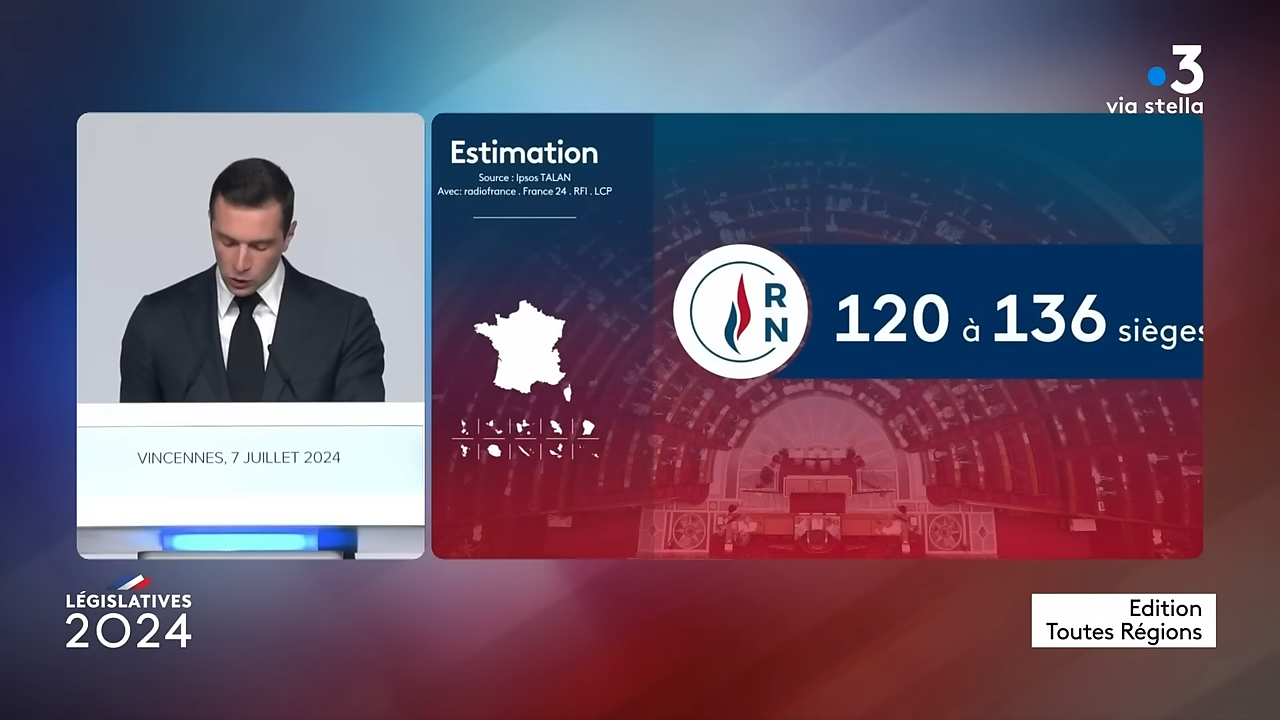 3
via stella
Estimation
Source : Ipsos TALAN
Avec: radiofrance . France 24 . RFI . LCP
RN
120 à 136 sièges
VINCENNES, 7 JUILLET 2024
LÉGISLATIVES
2024
Edition
Toutes Régions